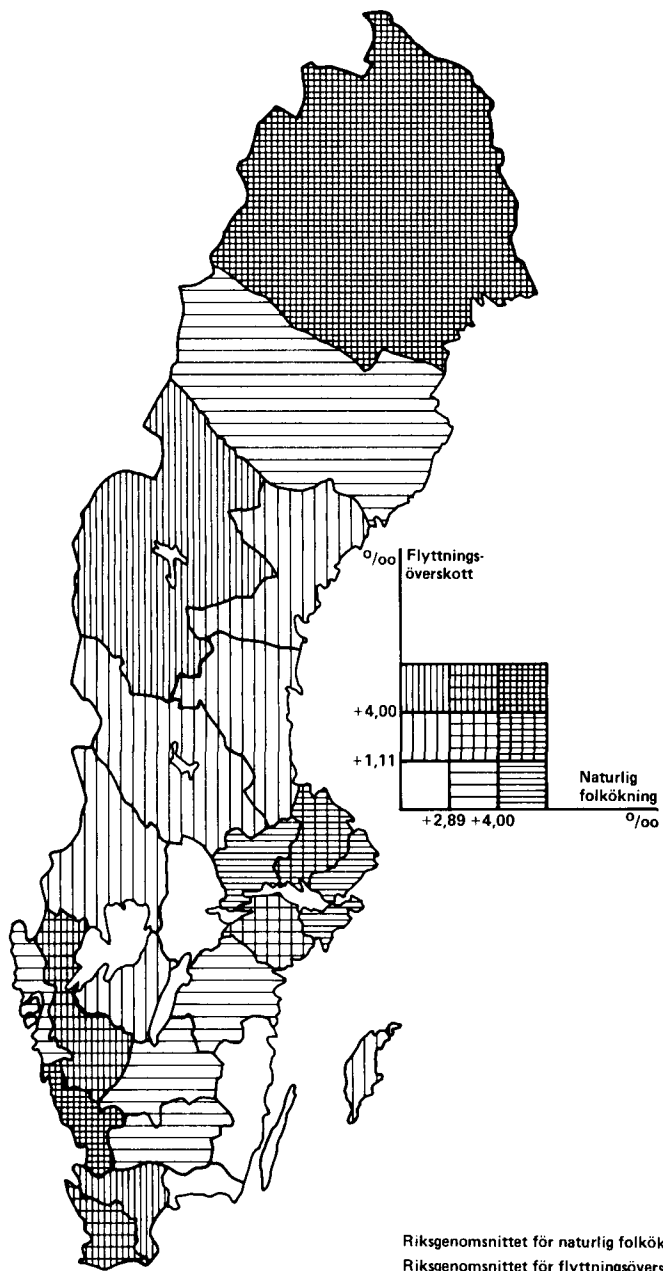 o/oo Flyttnings-
överskott
+4,00
+1,11
Naturlig
folkökning
+2,89 +4,00 o/oo
Riksgenomsnittet för naturlig folkök
Riksgenomsnittet för flyttningsövers